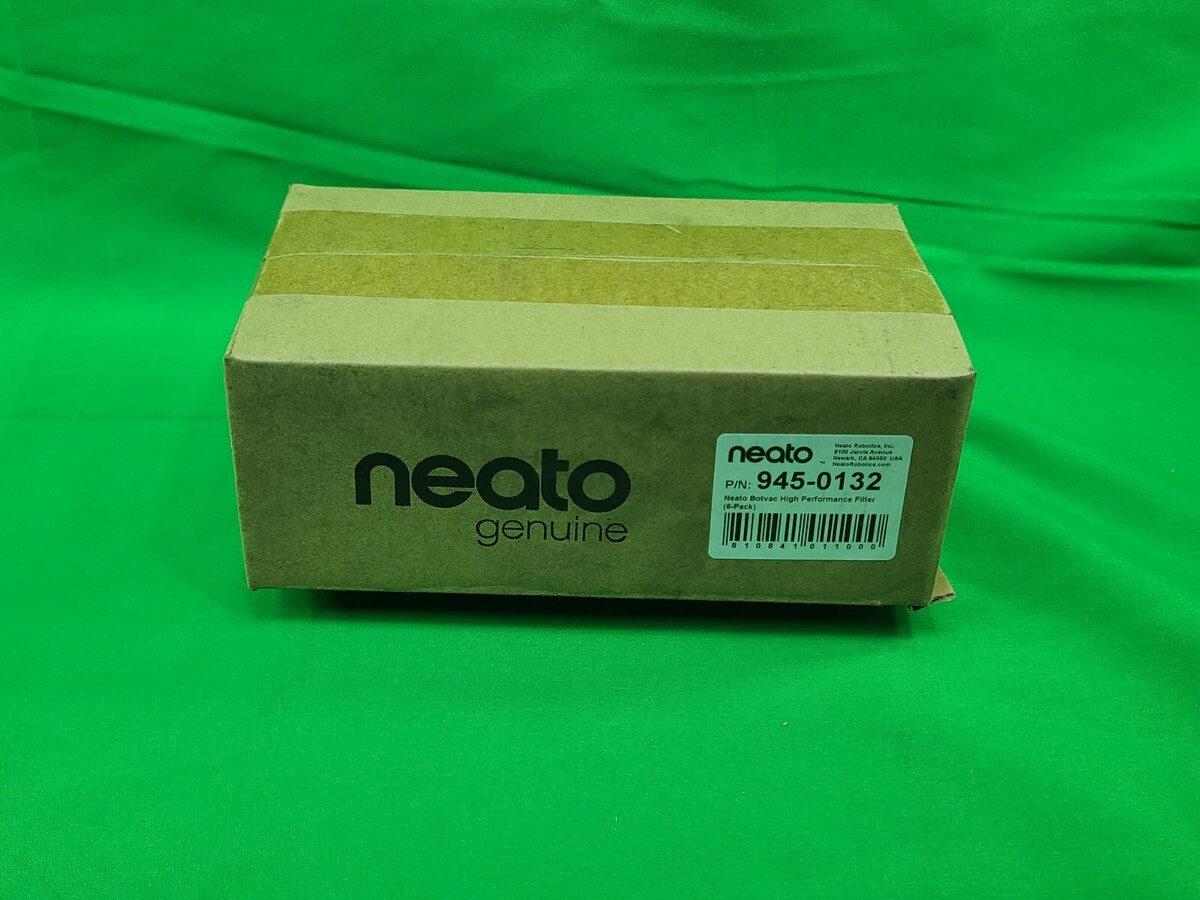 neato
genuine
neato™
Neato Robotics, Inc.
8100 Jarvis Avenue
Newark, CA 94560 USA
NeatoRobotics.com
P/N: 945-0132
Neato Botvac High Performance Filter
(6-Pack)
810841011000